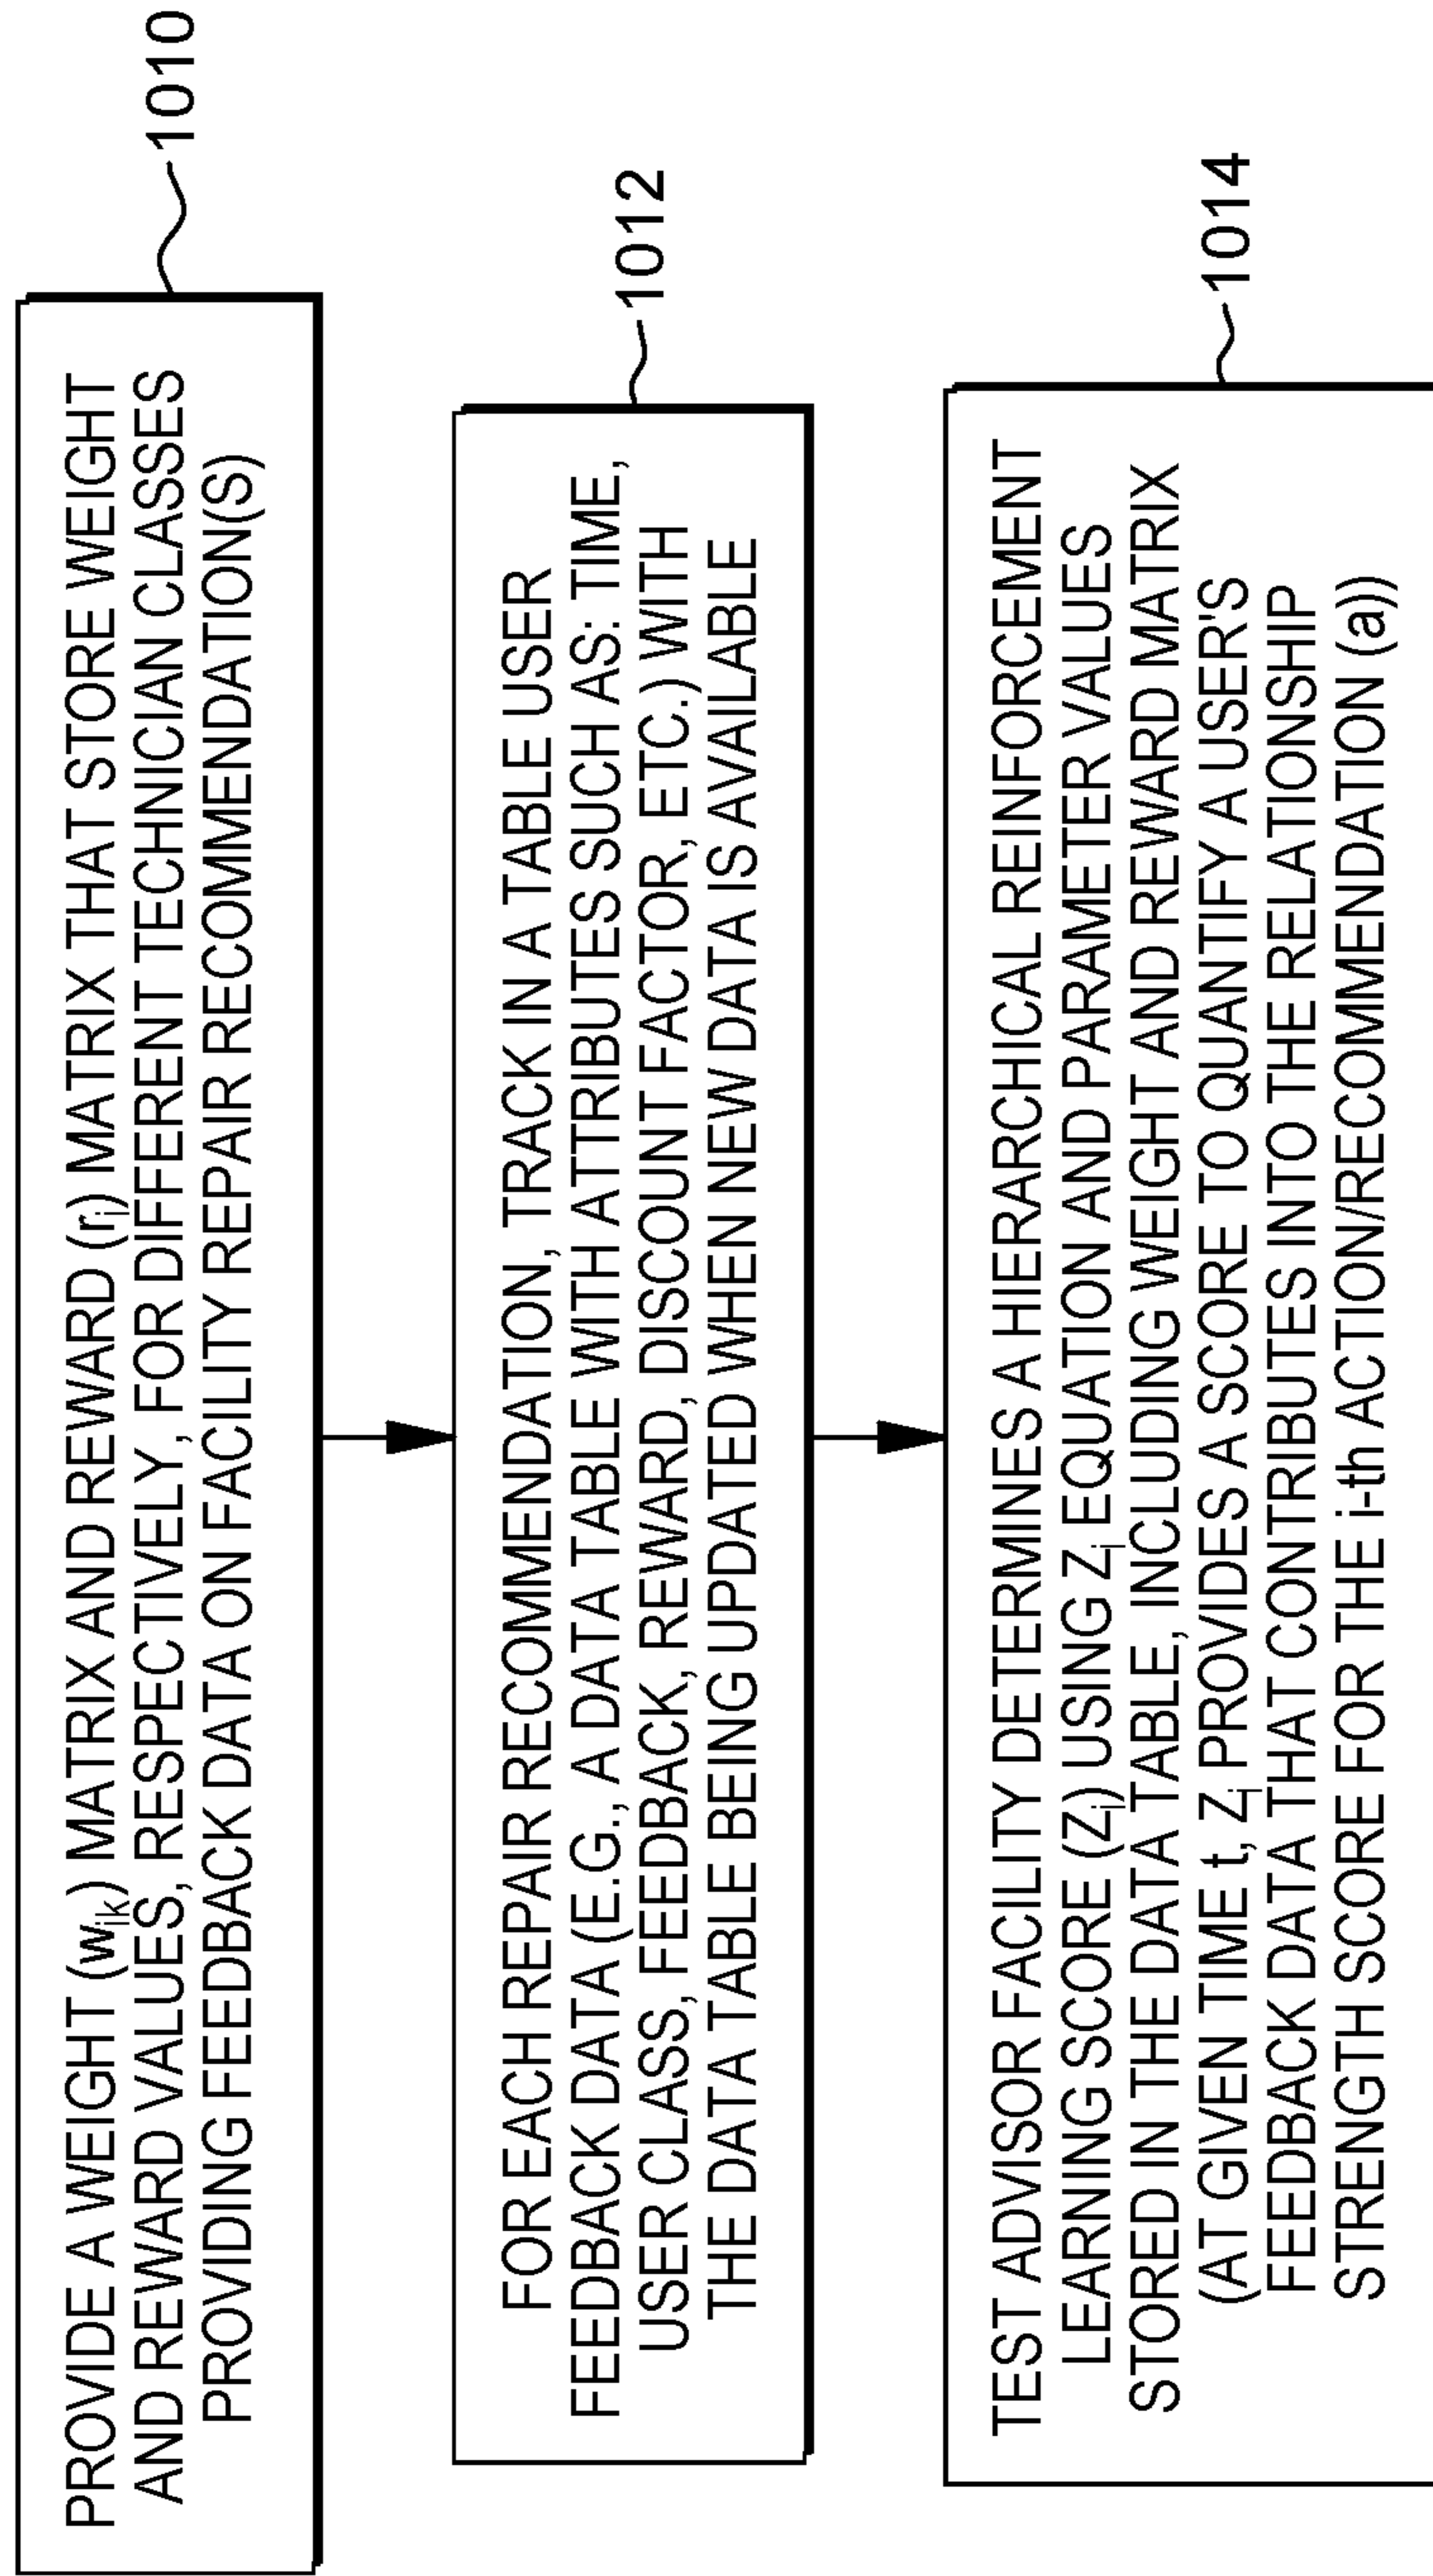 PROVIDE A WEIGHT (wik) MATRIX AND REWARD (ri) MATRIX THAT STORE WEIGHT
AND REWARD VALUES, RESPECTIVELY, FOR DIFFERENT TECHNICIAN CLASSES
PROVIDING FEEDBACK DATA ON FACILITY REPAIR RECOMMENDATION(S)
1010
FOR EACH REPAIR RECOMMENDATION, TRACK IN A TABLE USER
FEEDBACK DATA (E.G., A DATA TABLE WITH ATTRIBUTES SUCH AS: TIME,
USER CLASS, FEEDBACK, REWARD, DISCOUNT FACTOR, ETC.) WITH
THE DATA TABLE BEING UPDATED WHEN NEW DATA IS AVAILABLE
1012
TEST ADVISOR FACILITY DETERMINES A HIERARCHICAL REINFORCEMENT
LEARNING SCORE (Zi) USING Zi EQUATION AND PARAMETER VALUES
STORED IN THE DATA TABLE, INCLUDING WEIGHT AND REWARD MATRIX
(AT GIVEN TIME t, Zi PROVIDES A SCORE TO QUANTIFY A USER'S
FEEDBACK DATA THAT CONTRIBUTES INTO THE RELATIONSHIP
STRENGTH SCORE FOR THE i-th ACTION/RECOMMENDATION (a))
1014